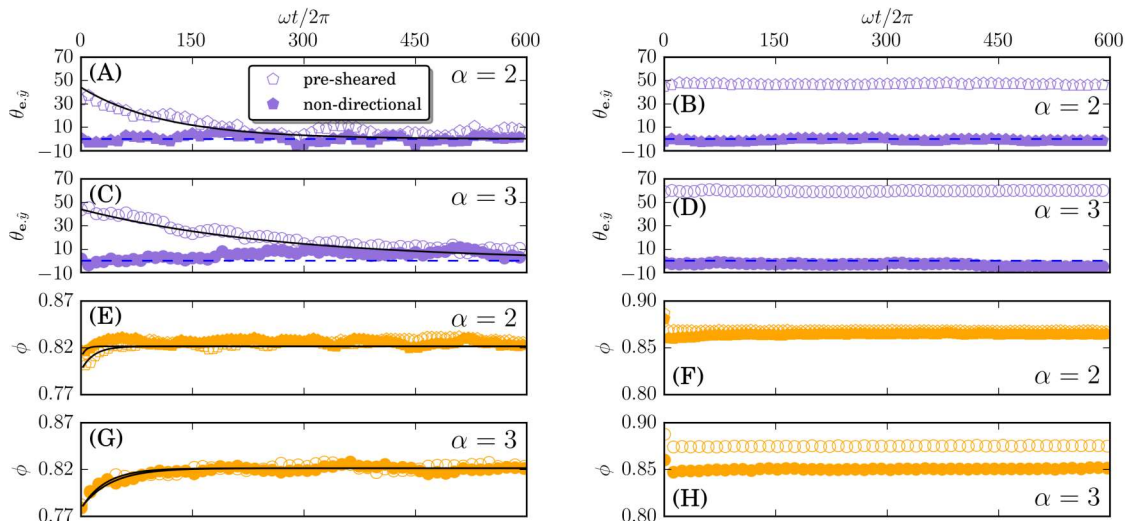 ωt/2π
0 150 300 450 600
ωt/2π
0 150 300 450 600
70
50
30
10
−10
θe.ŷ
(A)
pre-sheared
non-directional
α = 2
70
50
30
10
−10
θe.ŷ
(B)
α = 2
70
50
30
10
−10
θe.ŷ
(C)
α = 3
70
50
30
10
−10
θe.ŷ
(D)
α = 3
0.87
0.82
0.77
ϕ
(E)
α = 2
0.90
0.85
0.80
ϕ
(F)
α = 2
0.87
0.82
0.77
ϕ
(G)
α = 3
0.90
0.85
0.80
ϕ
(H)
α = 3